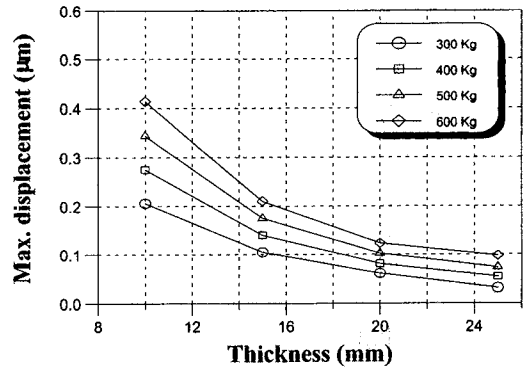 Max. displacement (μm)
0.6
0.5
0.4
0.3
0.2
0.1
0.0
300 Kg
400 Kg
500 Kg
600 Kg
8
12
16
20
24
Thickness (mm)